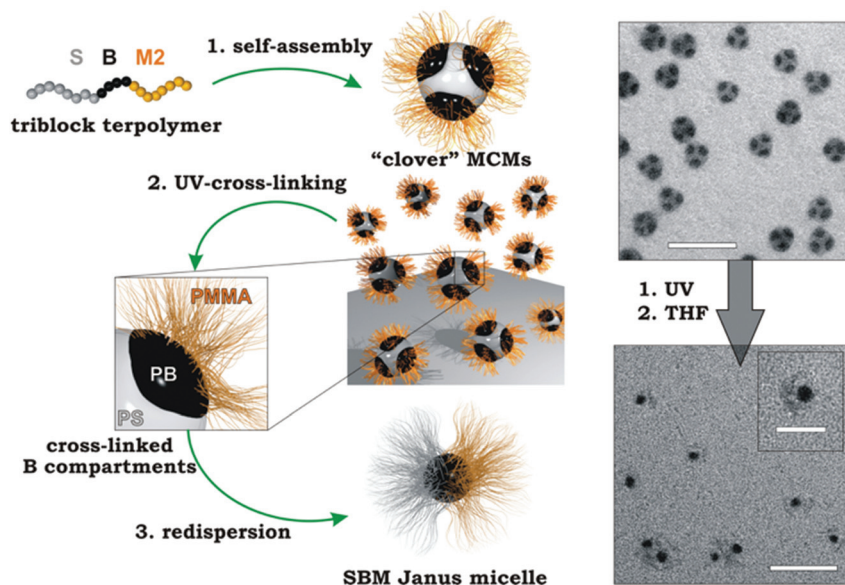 1. self-assembly
S B M2
triblock terpolymer
"clover" MCMs
2. UV-cross-linking
PMMA
PB
PS
cross-linked
B compartments
3. redispersion
SBM Janus micelle
1. UV
2. THF